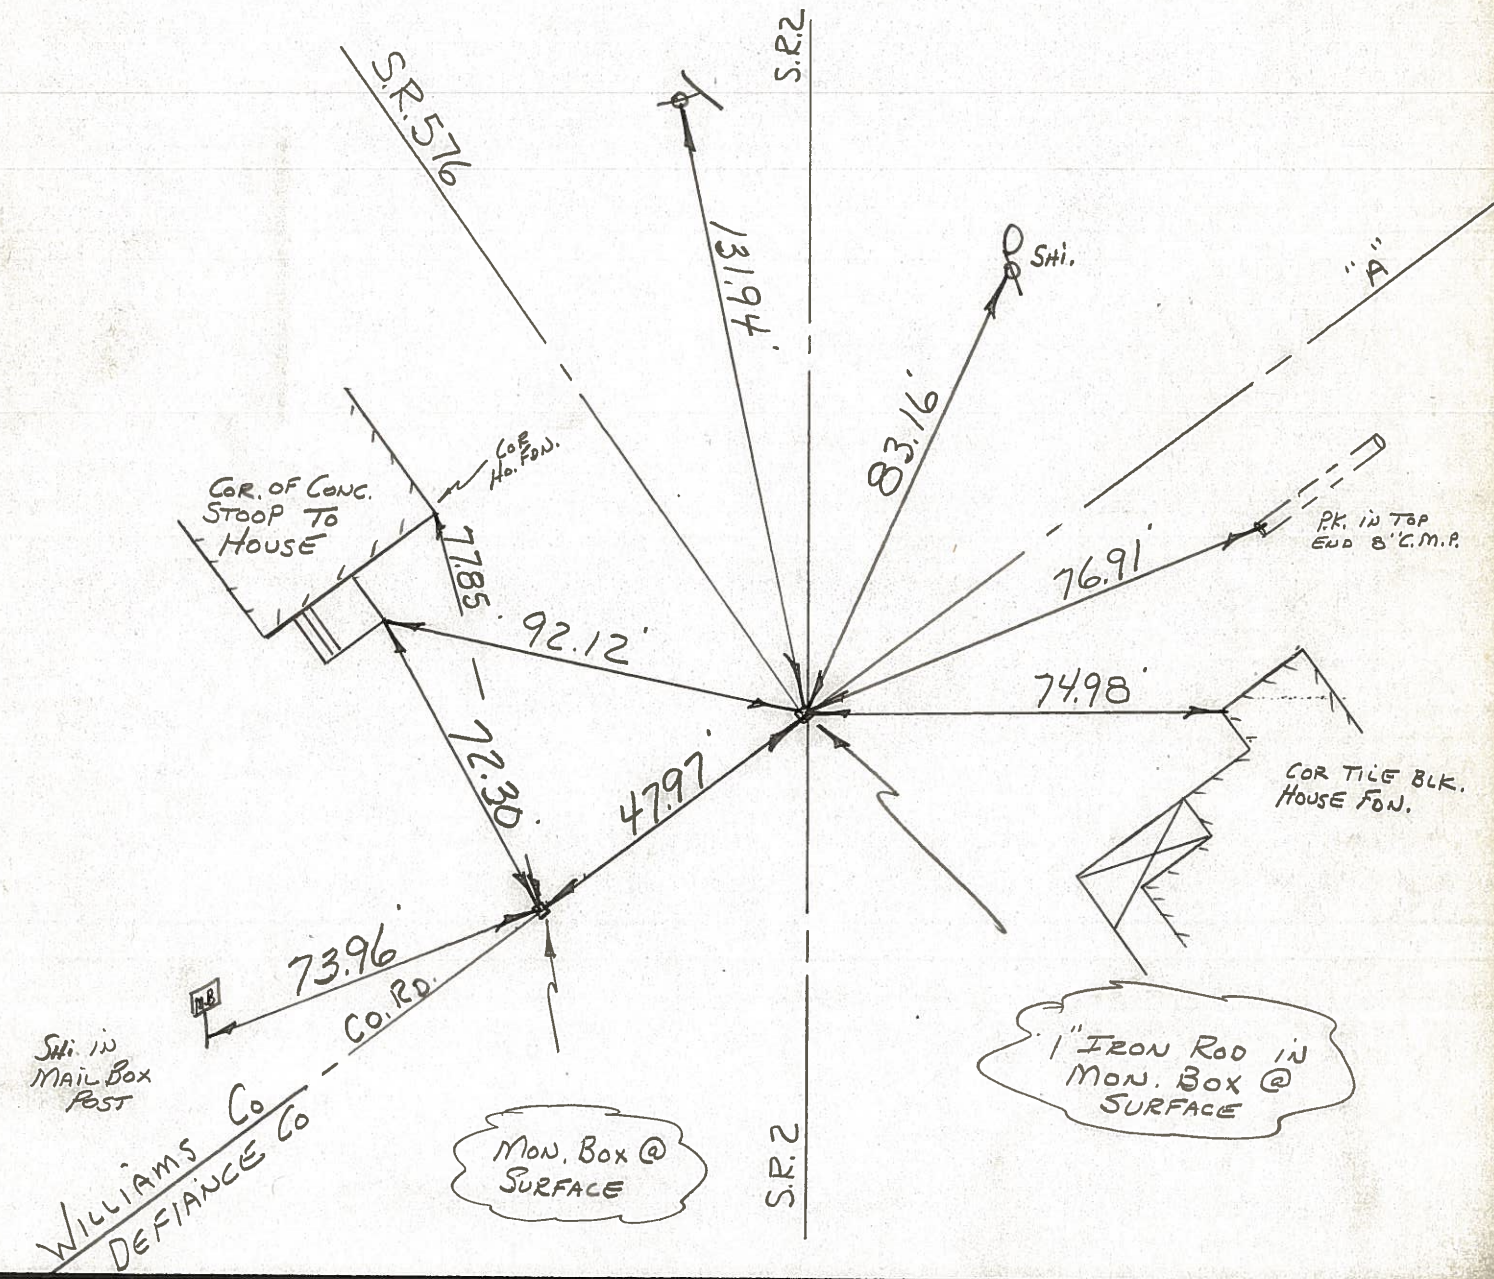 S.R.2
S.R.576
131.94'
SHi.
"A"
83.16'
COR
HO. FDN.
COR. OF CONC.
STOOP TO
HOUSE
77.85'
92.12'
76.91'
P.K. IN TOP
END 8" C.M.P.
74.98'
72.30'
47.97'
COR TILE BLK.
HOUSE FDN.
73.96'
CO. RD.
M.B
SHi. IN
MAIL BOX
POST
WILLIAMS CO
DEFIANCE CO
MON. BOX @
SURFACE
S.R.2
1" IRON ROD IN
MON. BOX @
SURFACE